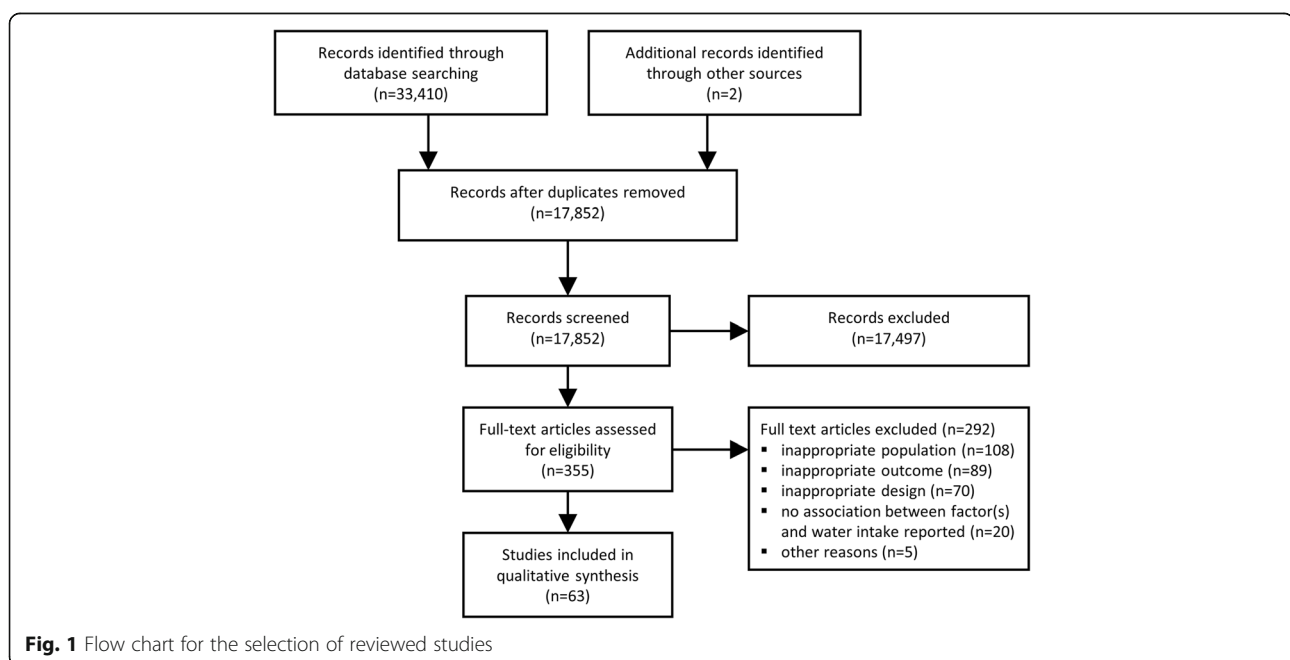 Records identified through
database searching
(n=33,410)
Additional records identified
through other sources
(n=2)
Records after duplicates removed
(n=17,852)
Records screened
(n=17,852)
Records excluded
(n=17,497)
Full-text articles assessed
for eligibility
(n=355)
Full text articles excluded (n=292)
▪ inappropriate population (n=108)
▪ inappropriate outcome (n=89)
▪ inappropriate design (n=70)
▪ no association between factor(s)
and water intake reported (n=20)
▪ other reasons (n=5)
Studies included in
qualitative synthesis
(n=63)
Fig. 1 Flow chart for the selection of reviewed studies